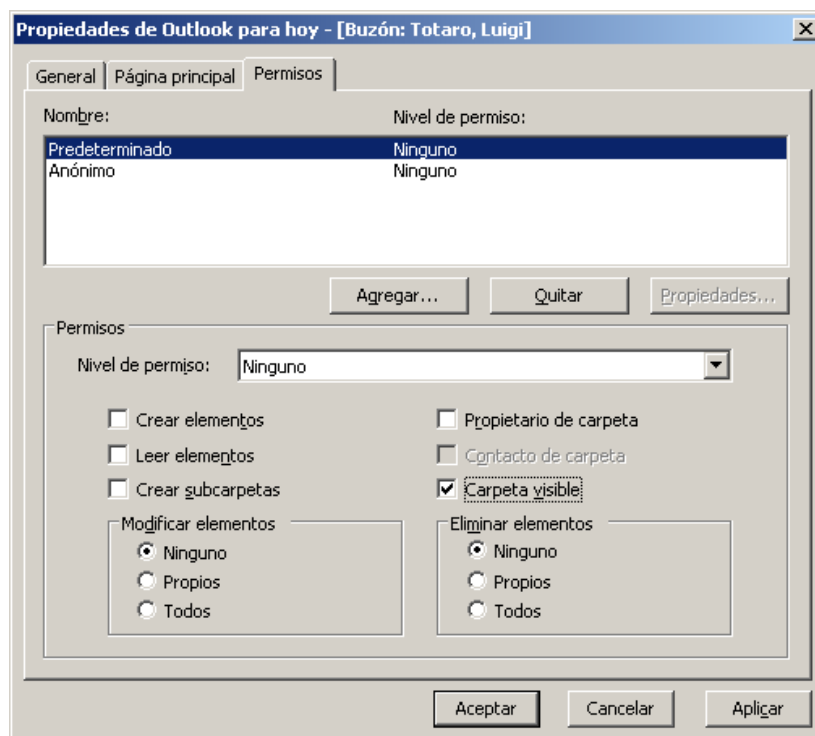 Propiedades de Outlook para hoy - [Buzón: Totaro, Luigi]
General Página principal Permisos
Nombre: Nivel de permiso:
Predeterminado Ninguno
Anónimo Ninguno
Agregar... Quitar Propiedades...
Permisos
Nivel de permiso: Ninguno
Crear elementos Propietario de carpeta
Leer elementos Contacto de carpeta
Crear subcarpetas Carpeta visible
Modificar elementos Eliminar elementos
Ninguno Ninguno
Propios Propios
Todos Todos
Aceptar Cancelar Aplicar